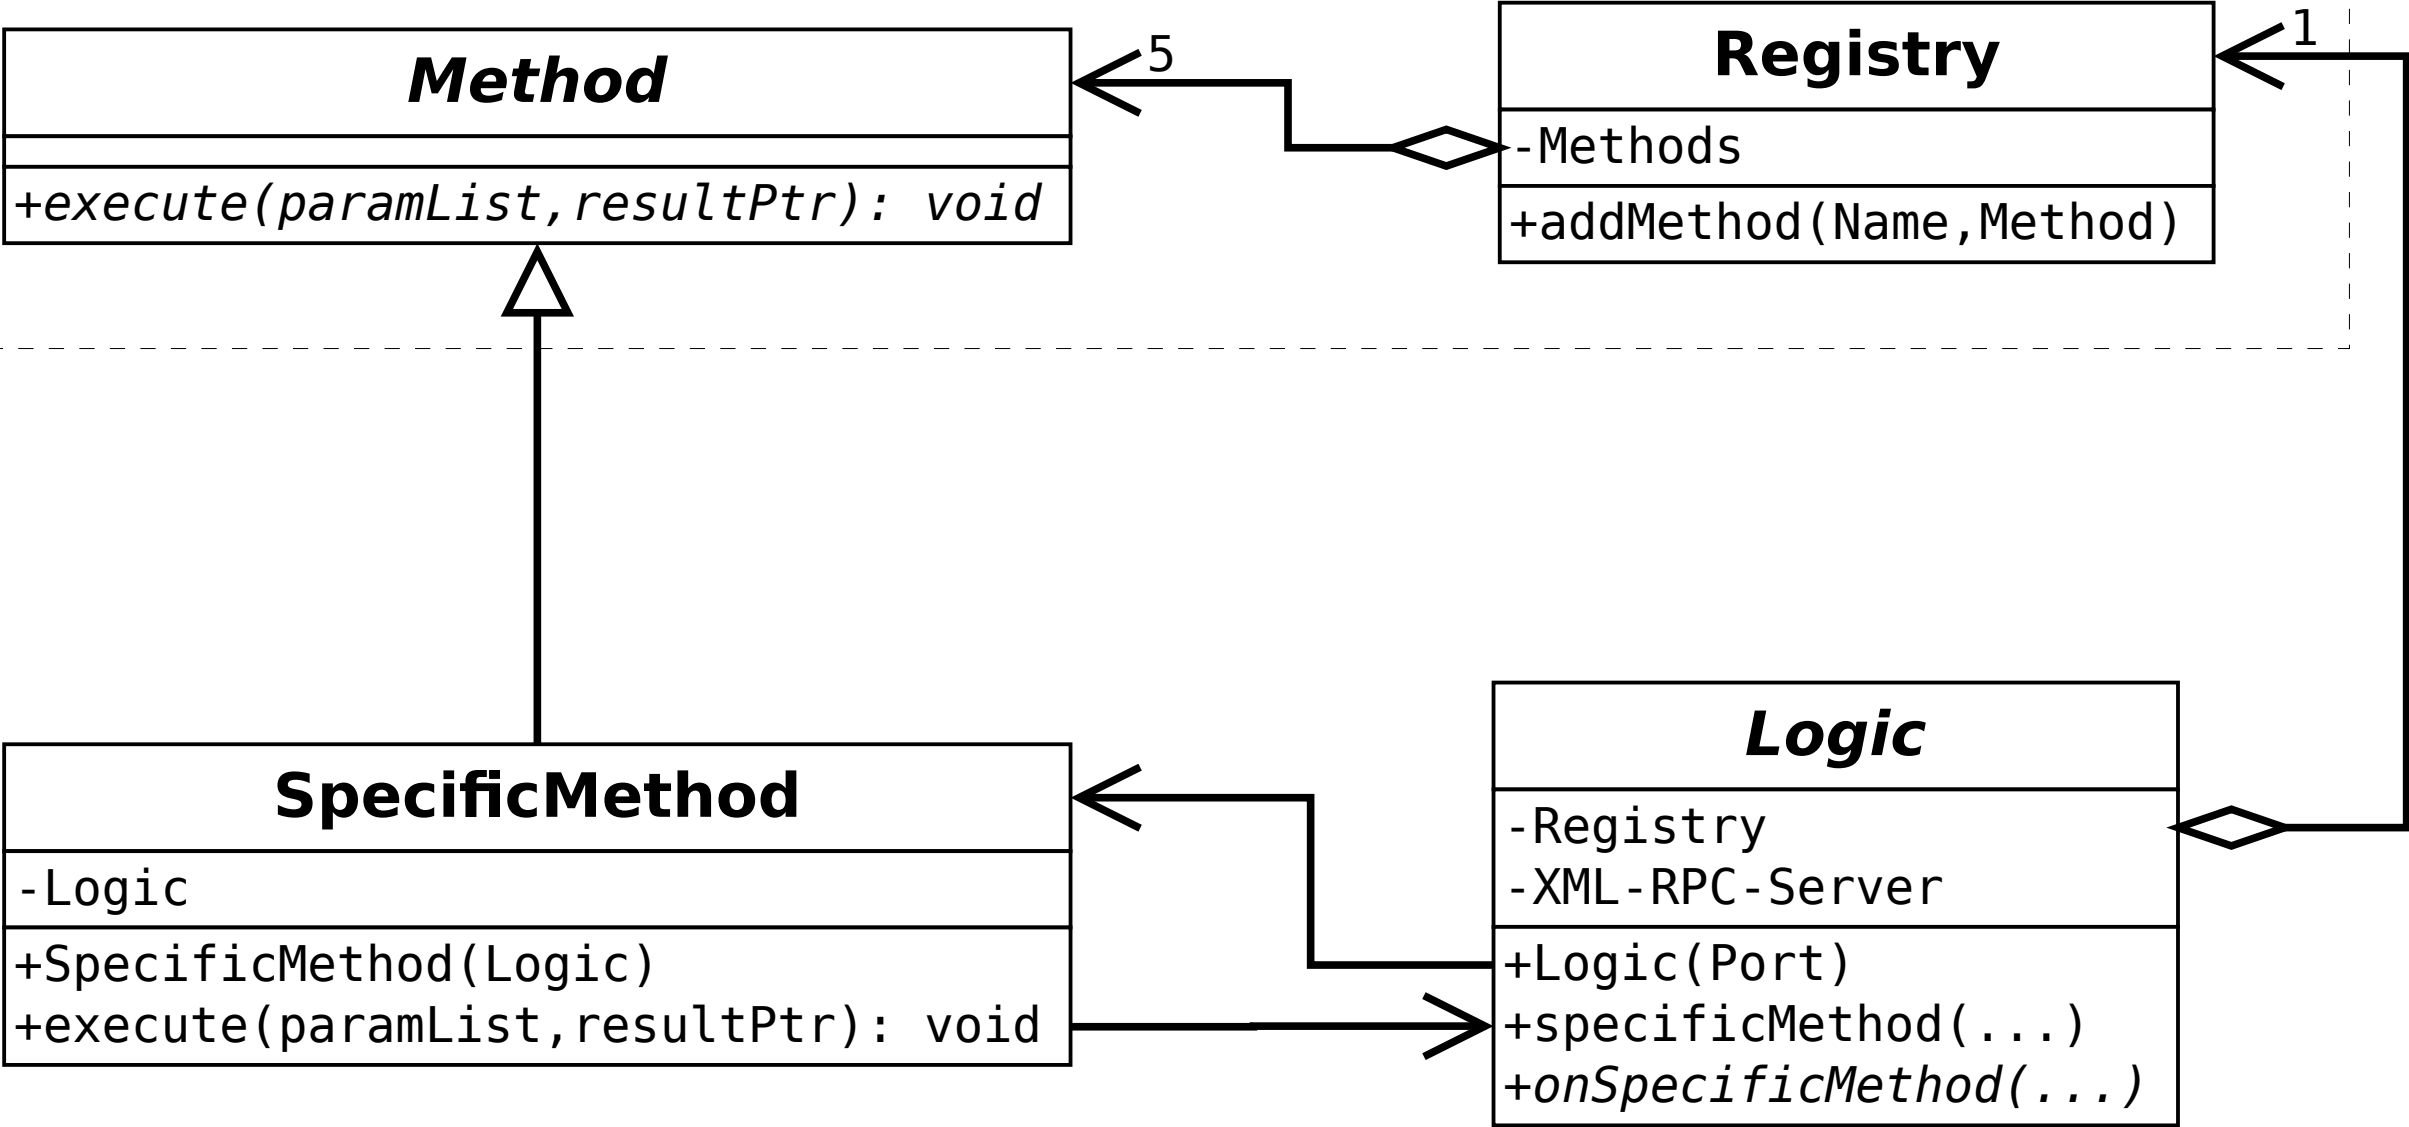 Method
+execute(paramList,resultPtr): void
5
Registry
-Methods
+addMethod(Name,Method)
1
SpecificMethod
-Logic
+SpecificMethod(Logic)
+execute(paramList,resultPtr): void
Logic
-Registry
-XML-RPC-Server
+Logic(Port)
+specificMethod(...)
+onSpecificMethod(...)